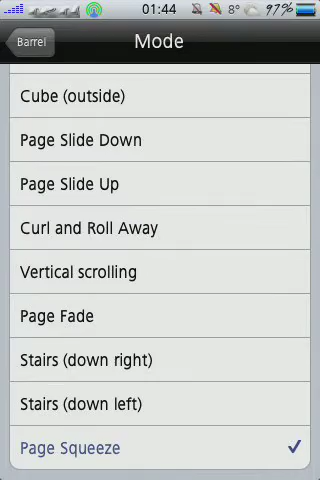 01:44 8° 97%
Barrel
Mode
Cube (outside)
Page Slide Down
Page Slide Up
Curl and Roll Away
Vertical scrolling
Page Fade
Stairs (down right)
Stairs (down left)
Page Squeeze